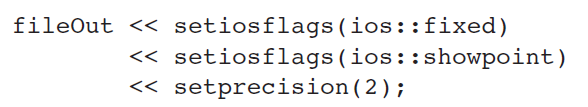 fileOut << setiosflags(ios::fixed)
<< setiosflags(ios::showpoint)
<< setprecision(2);